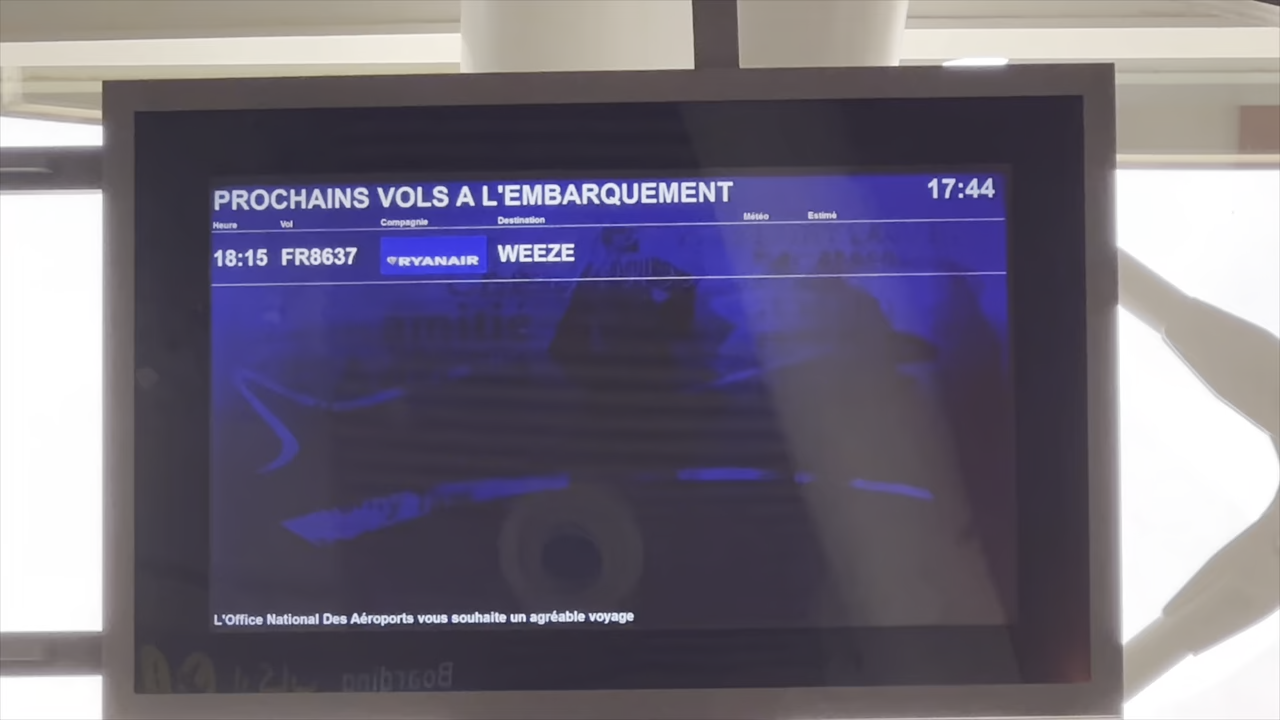 PROCHAINS VOLS A L'EMBARQUEMENT 17:44
Heure Vol Compagnie Destination Météo Estimé
18:15 FR8637 RYANAIR WEEZE
L'Office National Des Aéroports vous souhaite un agréable voyage
Boarding